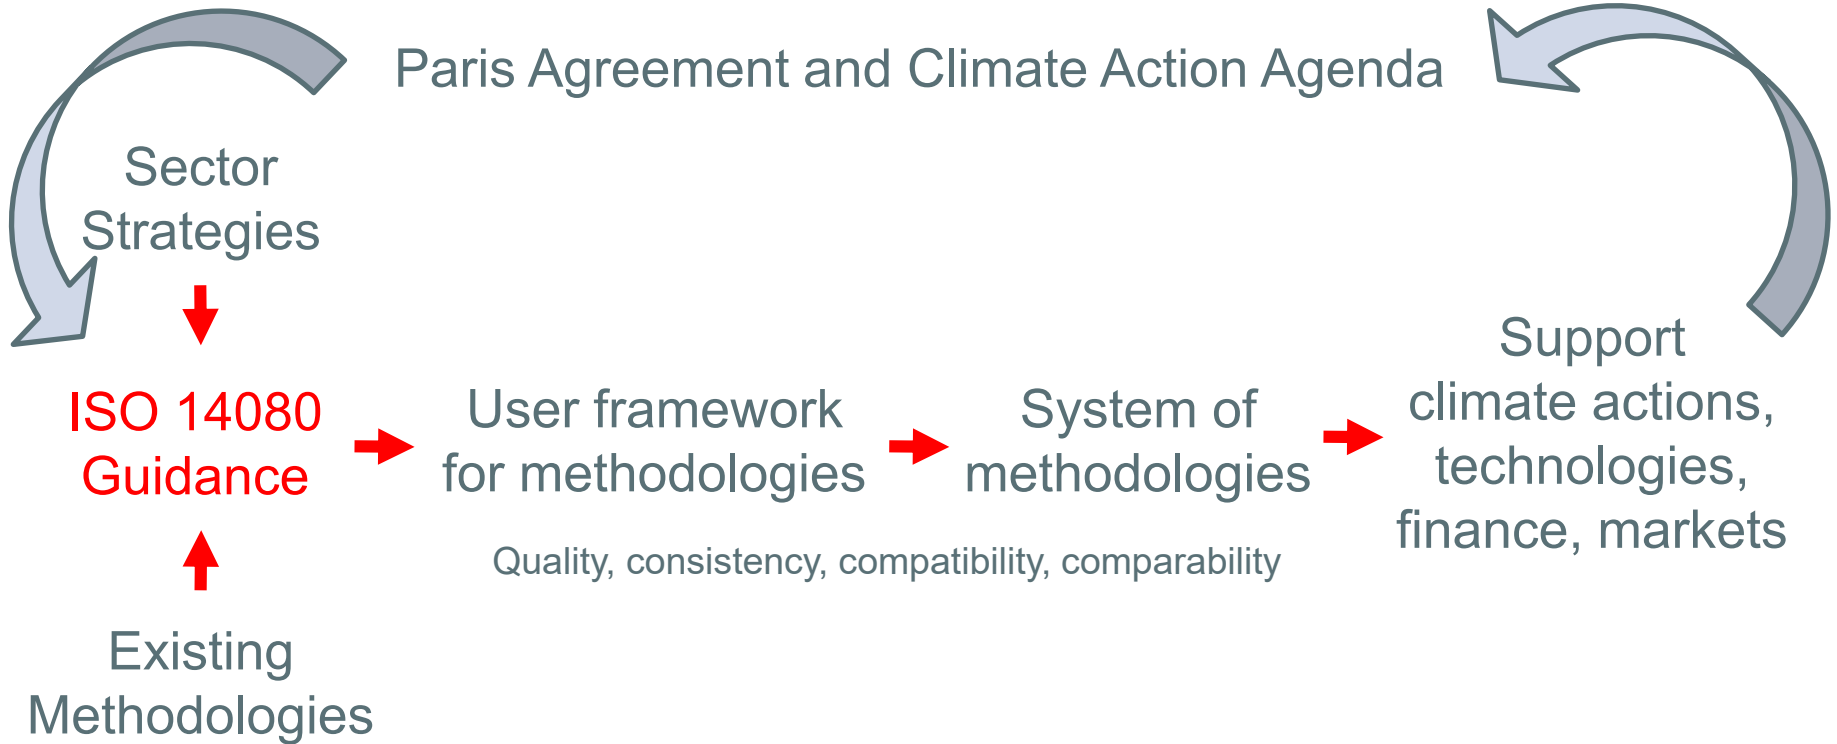 Paris Agreement and Climate Action Agenda
Sector
Strategies
ISO 14080
Guidance
Existing
Methodologies
User framework
for methodologies
System of
methodologies
Quality, consistency, compatibility, comparability
Support
climate actions,
technologies,
finance, markets